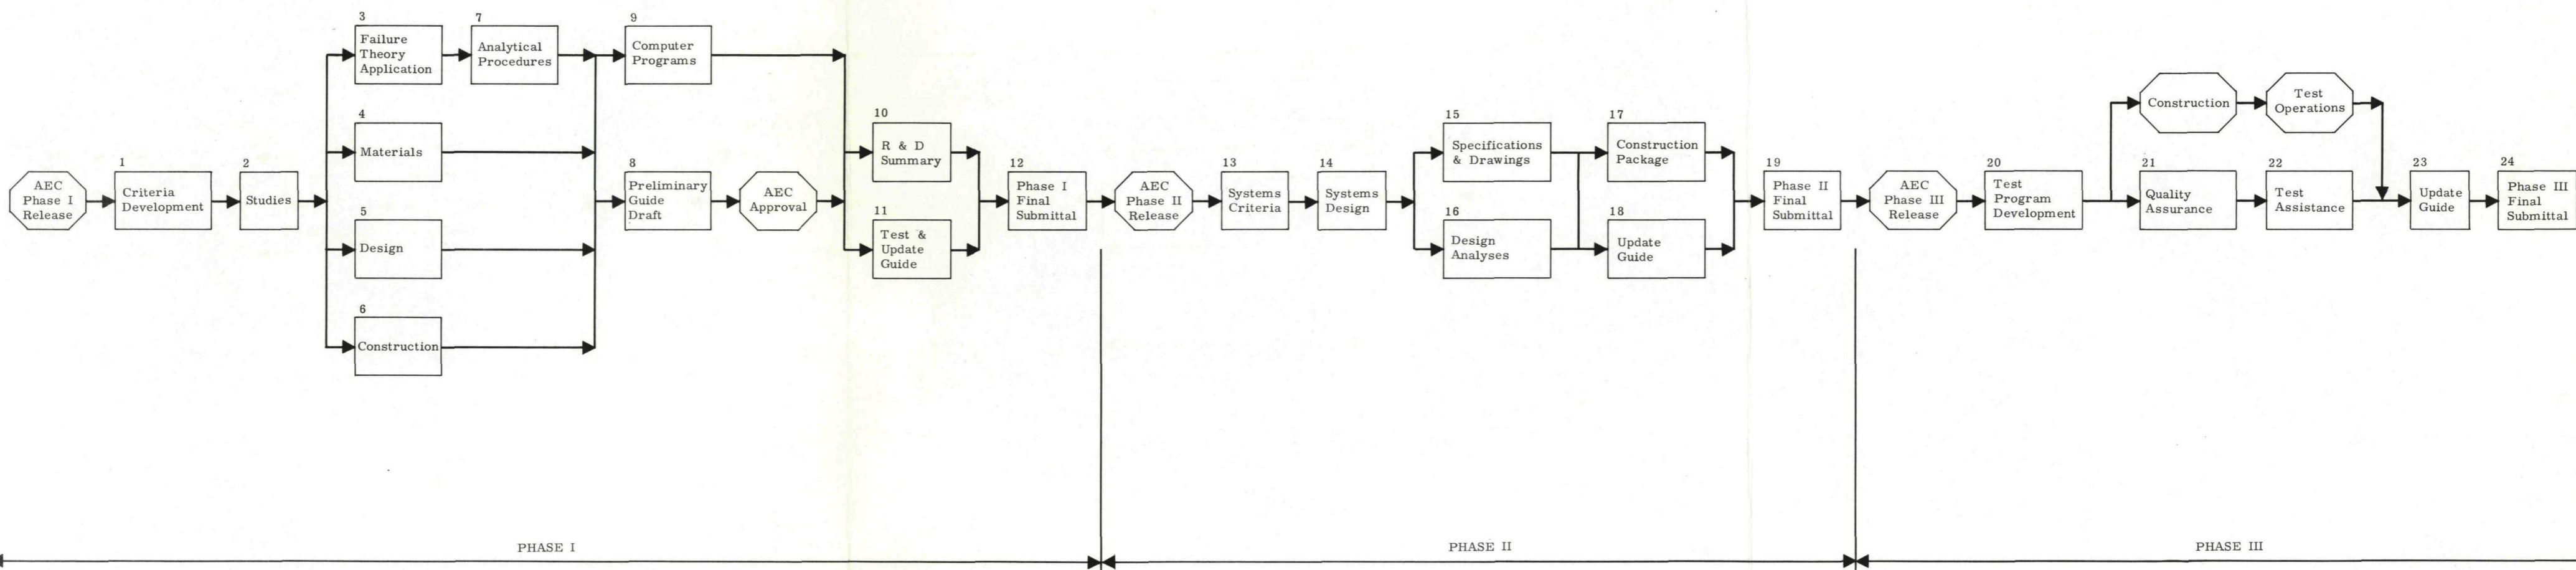 AEC
Phase I
Release
1
Criteria
Development
2
Studies
3
Failure
Theory
Application
7
Analytical
Procedures
4
Materials
5
Design
6
Construction
9
Computer
Programs
8
Preliminary
Guide
Draft
AEC
Approval
10
R & D
Summary
11
Test &
Update
Guide
12
Phase I
Final
Submittal
AEC
Phase II
Release
13
Systems
Criteria
14
Systems
Design
15
Specifications
& Drawings
16
Design
Analyses
17
Construction
Package
18
Update
Guide
19
Phase II
Final
Submittal
AEC
Phase III
Release
20
Test
Program
Development
Construction
Test
Operations
21
Quality
Assurance
22
Test
Assistance
23
Update
Guide
24
Phase III
Final
Submittal
PHASE I
PHASE II
PHASE III